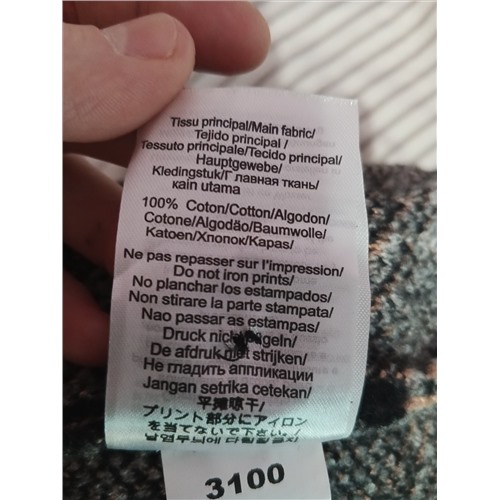 Tissu principal/Main fabric/
Tejido principal /
Tessuto principale/Tecido principal/
Hauptgewebe/
Kledingstuk/Главная ткань/
kain utama
100% Coton/Cotton/Algodon/
Cotone/Algodão/Baumwolle/
Katoen/Хлопок/Kapas/
Ne pas repasser sur l'impression/
Do not iron prints/
No planchar los estampados/
Non stirare la parte stampata/
Nao passar as estampas/
Druck nicht bügeln/
De afdruk niet strijken/
Не гладить аппликации
Jangan setrika cetekan/
平攤晾干/
プリント部分にアイロン
を当てないで下さい。/
3100